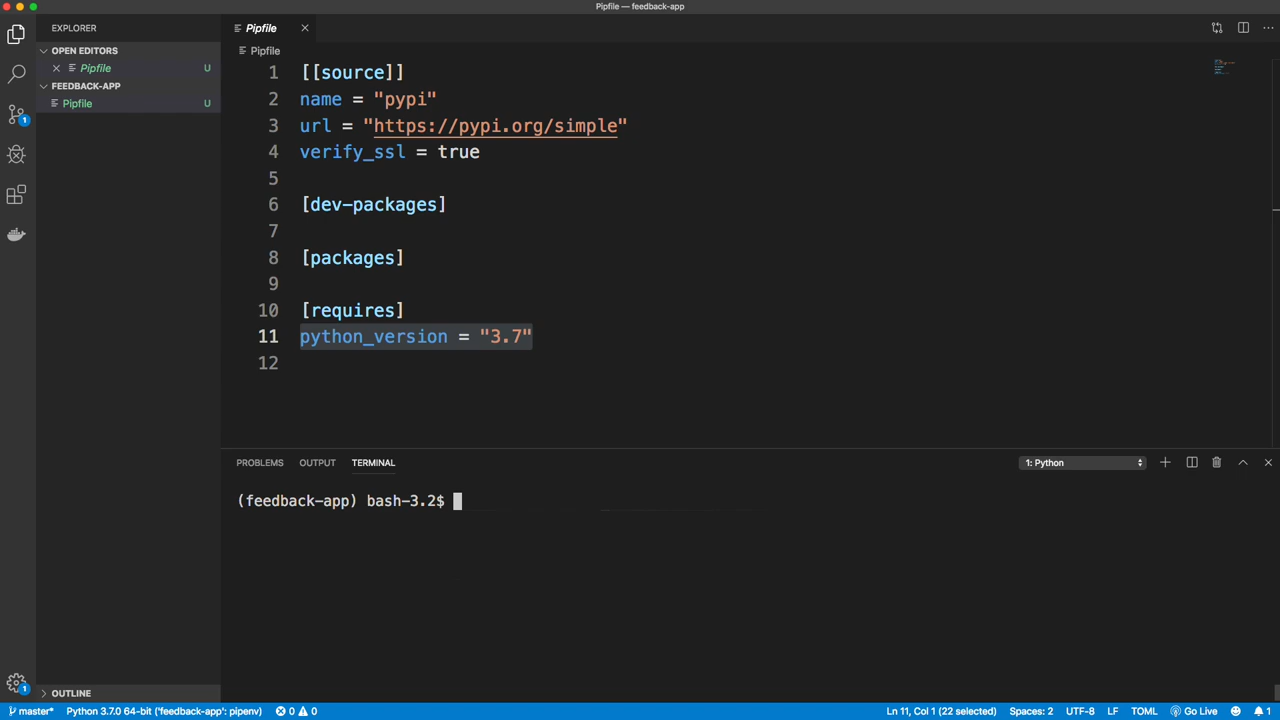 Pipfile — feedback-app
EXPLORER
OPEN EDITORS
Pipfile U
FEEDBACK-APP
Pipfile U
OUTLINE
Pipfile
Pipfile
1 [[source]]
2 name = "pypi"
3 url = "https://pypi.org/simple"
4 verify_ssl = true
5
6 [dev-packages]
7
8 [packages]
9
10 [requires]
11 python_version = "3.7"
12
PROBLEMS OUTPUT TERMINAL 1: Python
(feedback-app) bash-3.2$
1
1
master* Python 3.7.0 64-bit ('feedback-app': pipenv) 0 0 Ln 11, Col 1 (22 selected) Spaces: 2 UTF-8 LF TOML Go Live 1